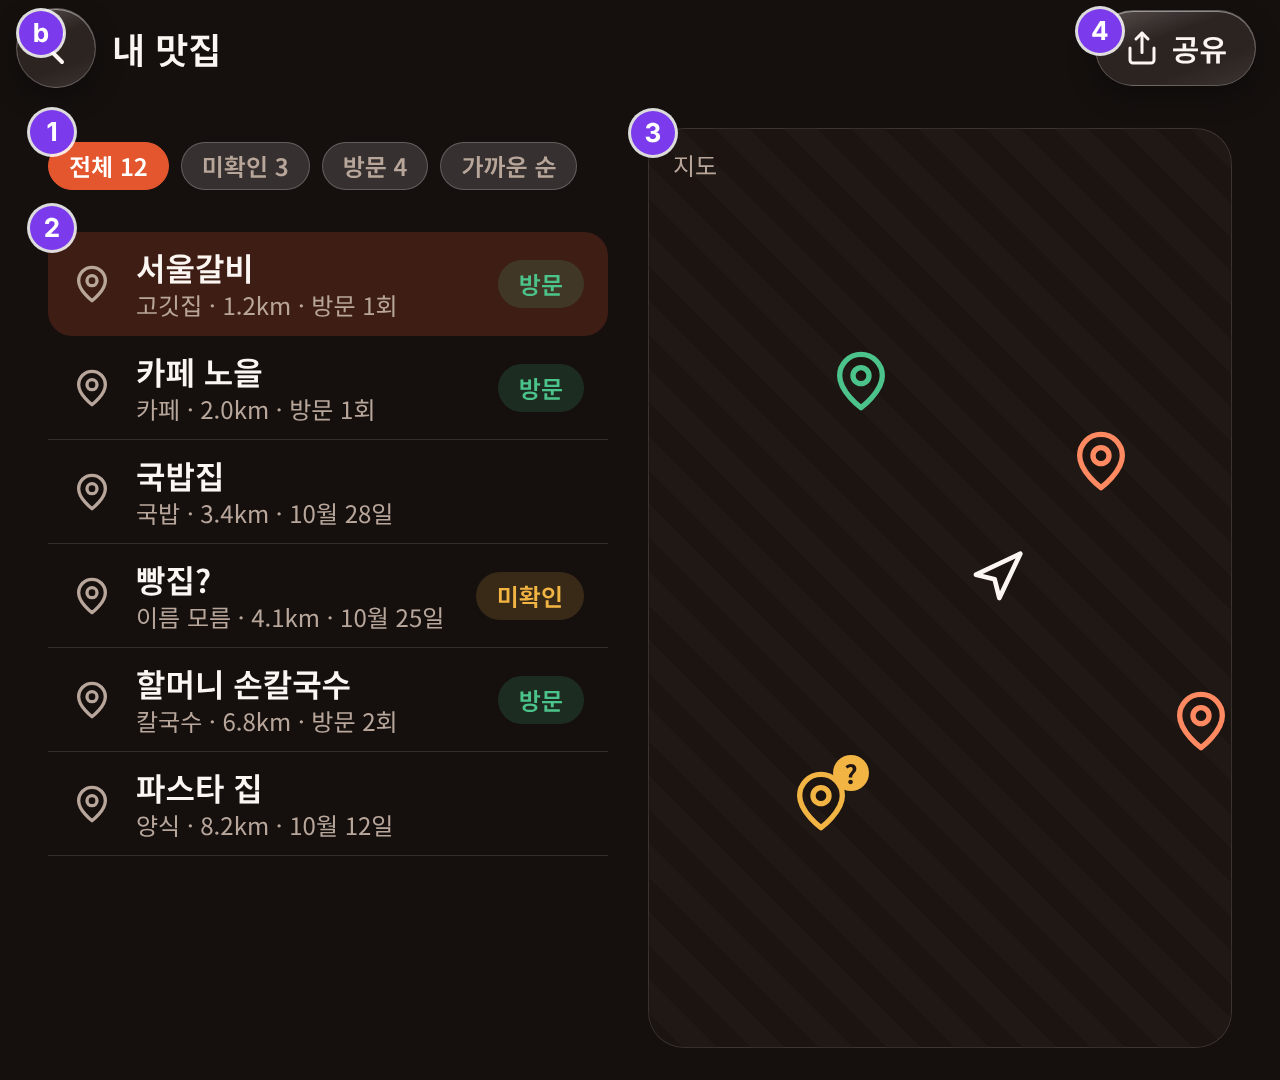 b
내 맛집
4
공유
1
전체 12
미확인 3
방문 4
가까운 순
2
서울갈비
고깃집 · 1.2km · 방문 1회
방문
카페 노을
카페 · 2.0km · 방문 1회
방문
국밥집
국밥 · 3.4km · 10월 28일
빵집?
이름 모름 · 4.1km · 10월 25일
미확인
할머니 손칼국수
칼국수 · 6.8km · 방문 2회
방문
파스타 집
양식 · 8.2km · 10월 12일
3
지도
?